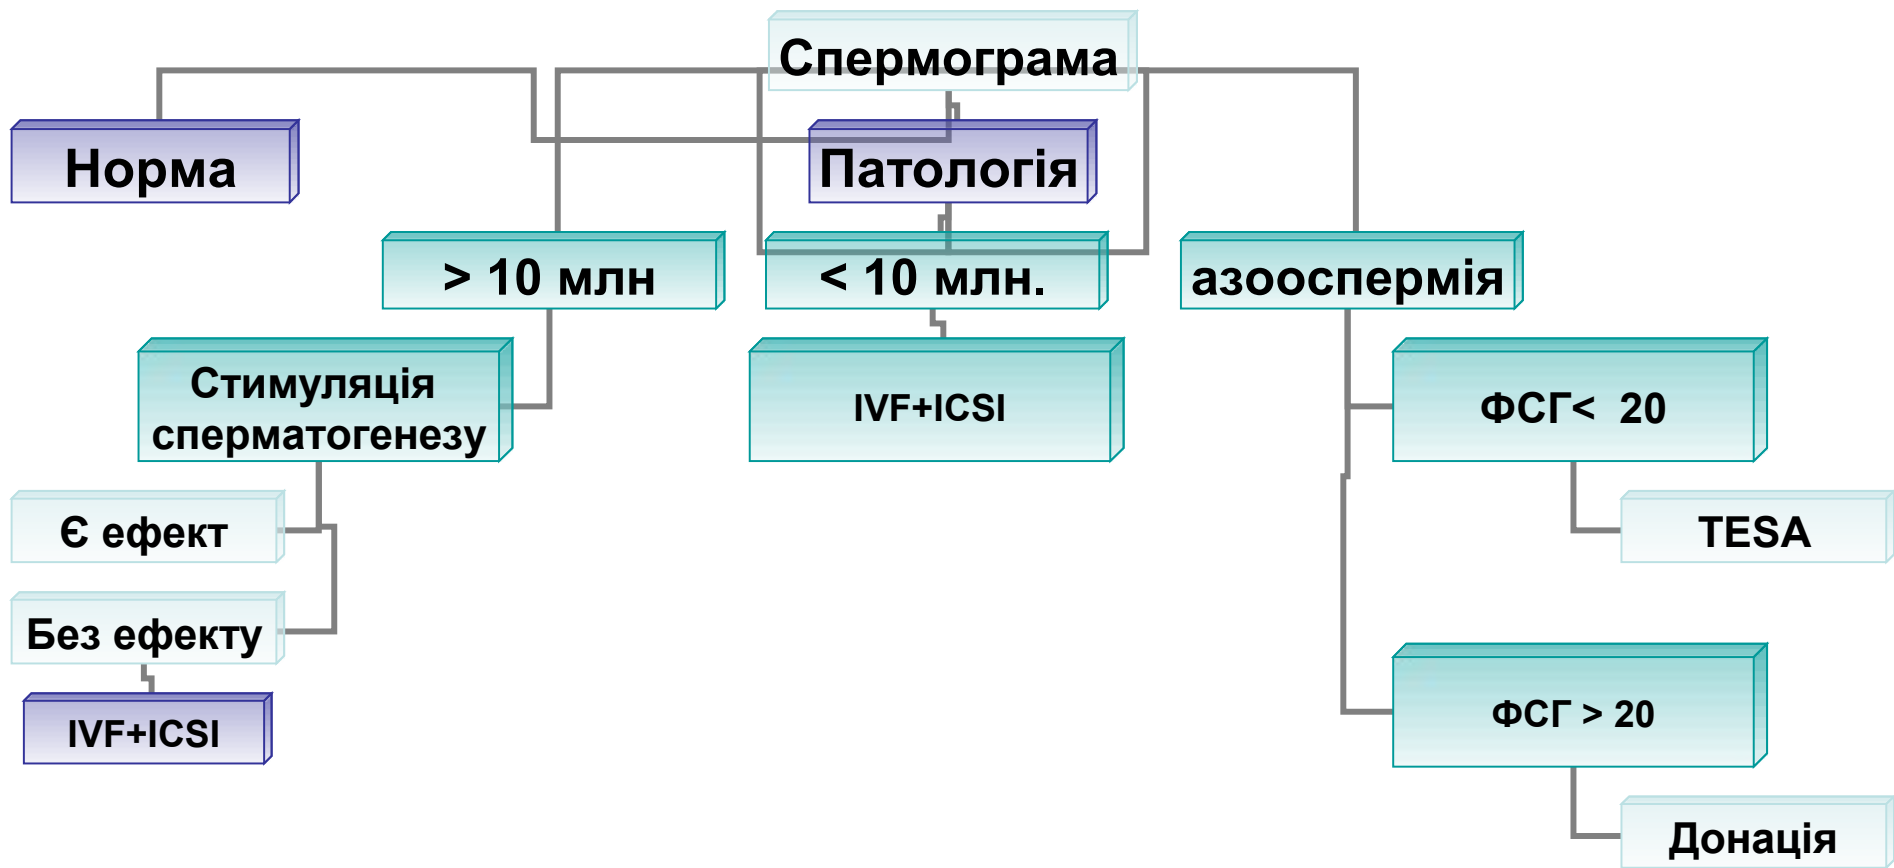 Спермограма
Норма
Патологія
> 10 млн
< 10 млн.
азооспермія
Стимуляція
сперматогенезу
IVF+ICSI
ФСГ<  20
Є ефект
TESA
Без ефекту
IVF+ICSI
ФСГ > 20
Донація